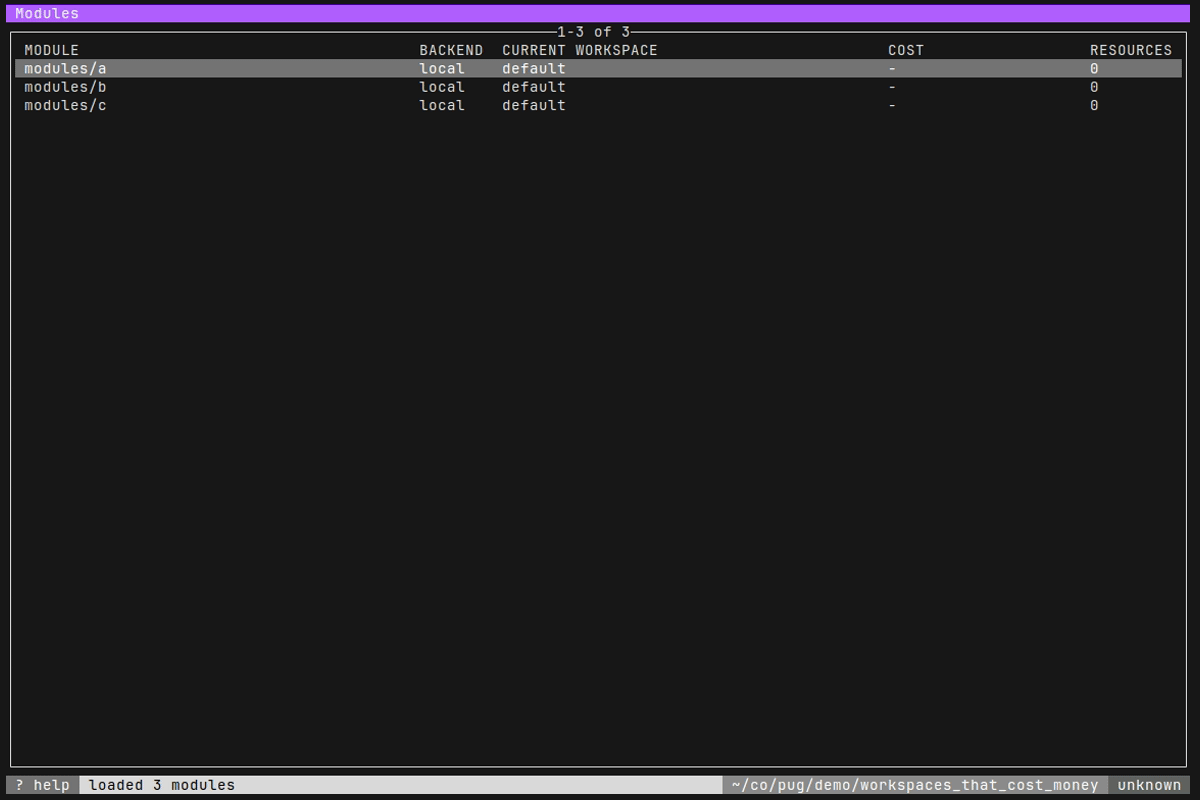 Modules
1-3 of 3
MODULE BACKEND CURRENT WORKSPACE COST RESOURCES
modules/a local default - 0
modules/b local default - 0
modules/c local default - 0
? help loaded 3 modules ~/co/pug/demo/workspaces_that_cost_money unknown